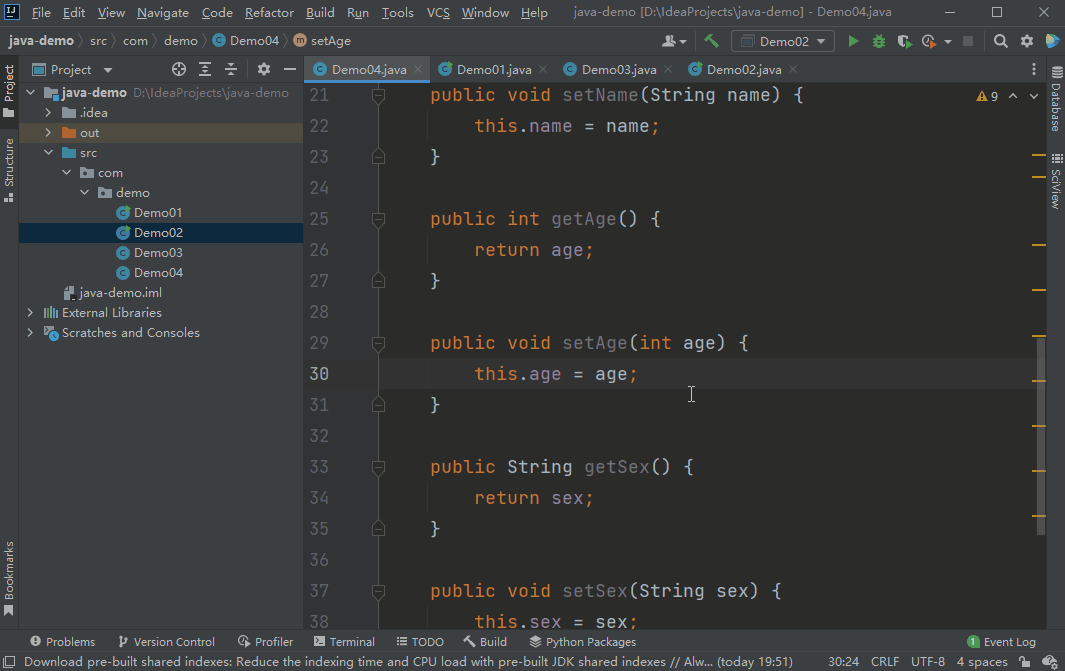 File Edit View Navigate Code Refactor Build Run Tools VCS Window Help java-demo [D:\IdeaProjects\java-demo] - Demo04.java
java-demo src com demo Demo04 setAge Demo02
Project
Demo04.java Demo01.java Demo03.java Demo02.java
Project
Structure
Bookmarks
java-demo D:\IdeaProjects\java-demo
.idea
out
src
com
demo
Demo01
Demo02
Demo03
Demo04
java-demo.iml
External Libraries
Scratches and Consoles
21 public void setName(String name) {
22 this.name = name;
23 }
24
25 public int getAge() {
26 return age;
27 }
28
29 public void setAge(int age) {
30 this.age = age;
31 }
32
33 public String getSex() {
34 return sex;
35 }
36
37 public void setSex(String sex) {
38 this.sex = sex;
9
Database
SciView
Problems Version Control Profiler Terminal TODO Build Python Packages 1 Event Log
Download pre-built shared indexes: Reduce the indexing time and CPU load with pre-built JDK shared indexes // Alw... (today 19:51) 30:24 CRLF UTF-8 4 spaces